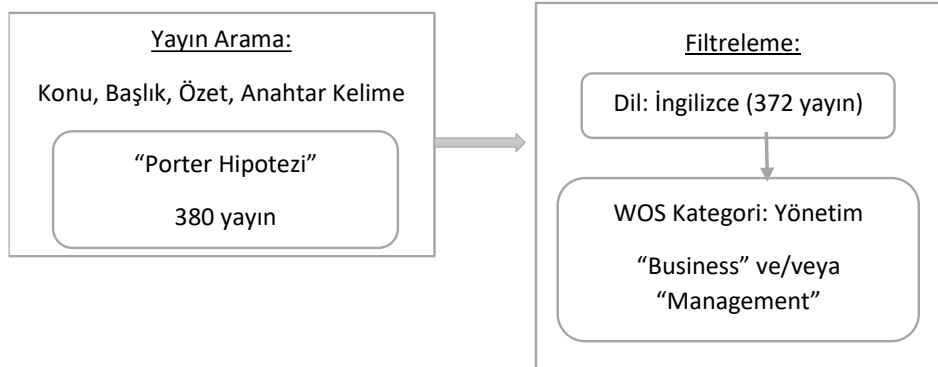 Yayın Arama:
Konu, Başlık, Özet, Anahtar Kelime
“Porter Hipotezi”
380 yayın
Filtreleme:
Dil: İngilizce (372 yayın)
WOS Kategori: Yönetim
“Business” ve/veya
“Management”